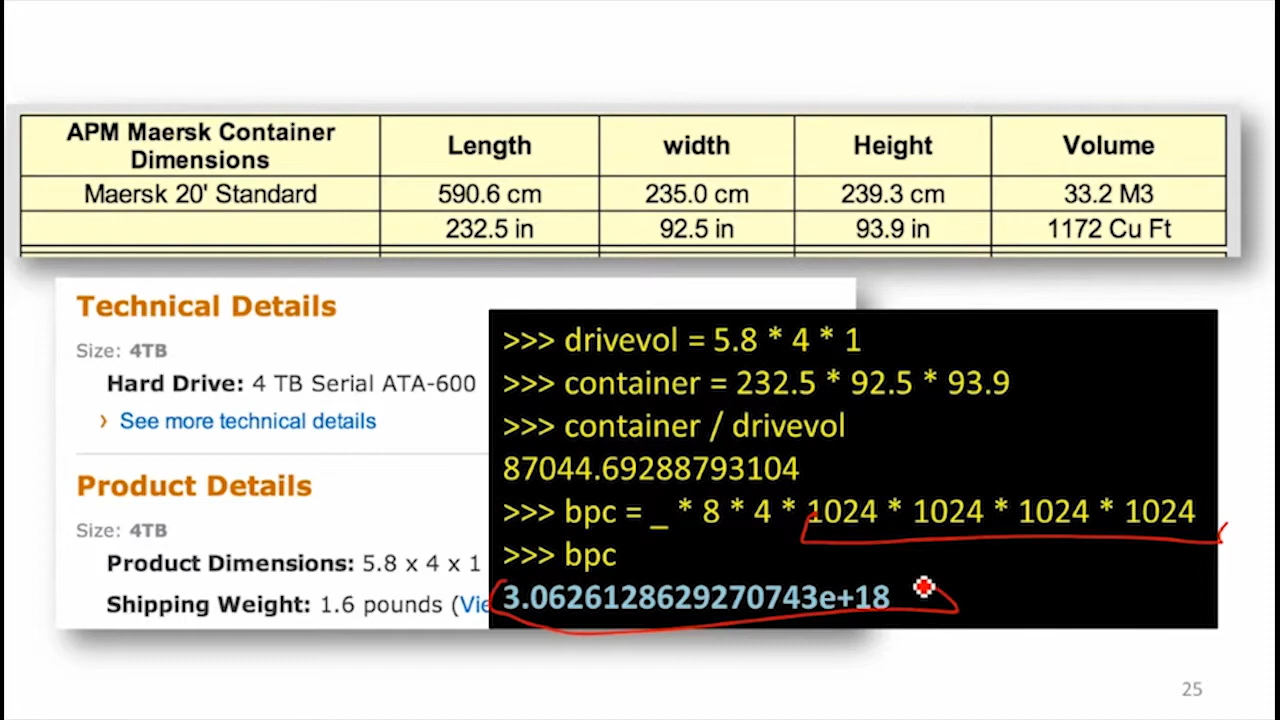 APM Maersk Container Dimensions Length width Height Volume
Maersk 20' Standard 590.6 cm 235.0 cm 239.3 cm 33.2 M3
232.5 in 92.5 in 93.9 in 1172 Cu Ft
Technical Details
Size: 4TB
Hard Drive: 4 TB Serial ATA-600
› See more technical details
Product Details
Size: 4TB
Product Dimensions: 5.8 x 4 x 1
Shipping Weight: 1.6 pounds (Vie
>>> drivevol = 5.8 * 4 * 1
>>> container = 232.5 * 92.5 * 93.9
>>> container / drivevol
87044.69288793104
>>> bpc = _ * 8 * 4 * 1024 * 1024 * 1024 * 1024
>>> bpc
3.0626128629270743e+18
25